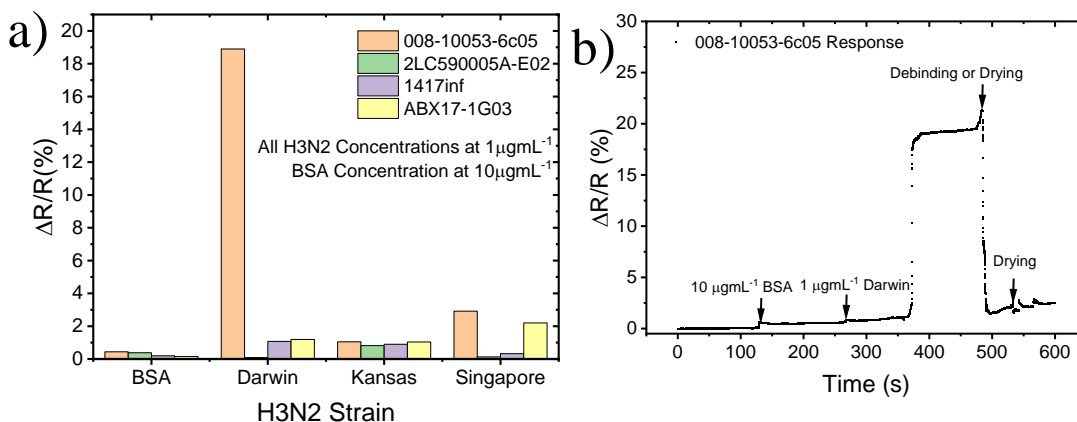 a)
20
18
16
14
12
10
8
6
4
2
0
ΔR/R(%)
008-10053-6c05
2LC590005A-E02
1417inf
ABX17-1G03
All H3N2 Concentrations at 1μgmL-1
BSA Concentration at 10μgmL-1
BSA Darwin Kansas Singapore
H3N2 Strain
b)
30
25
20
15
10
5
0
ΔR/R (%)
008-10053-6c05 Response
Debinding or Drying
10 μgmL-1 BSA
1 μgmL-1 Darwin
Drying
0 100 200 300 400 500 600
Time (s)